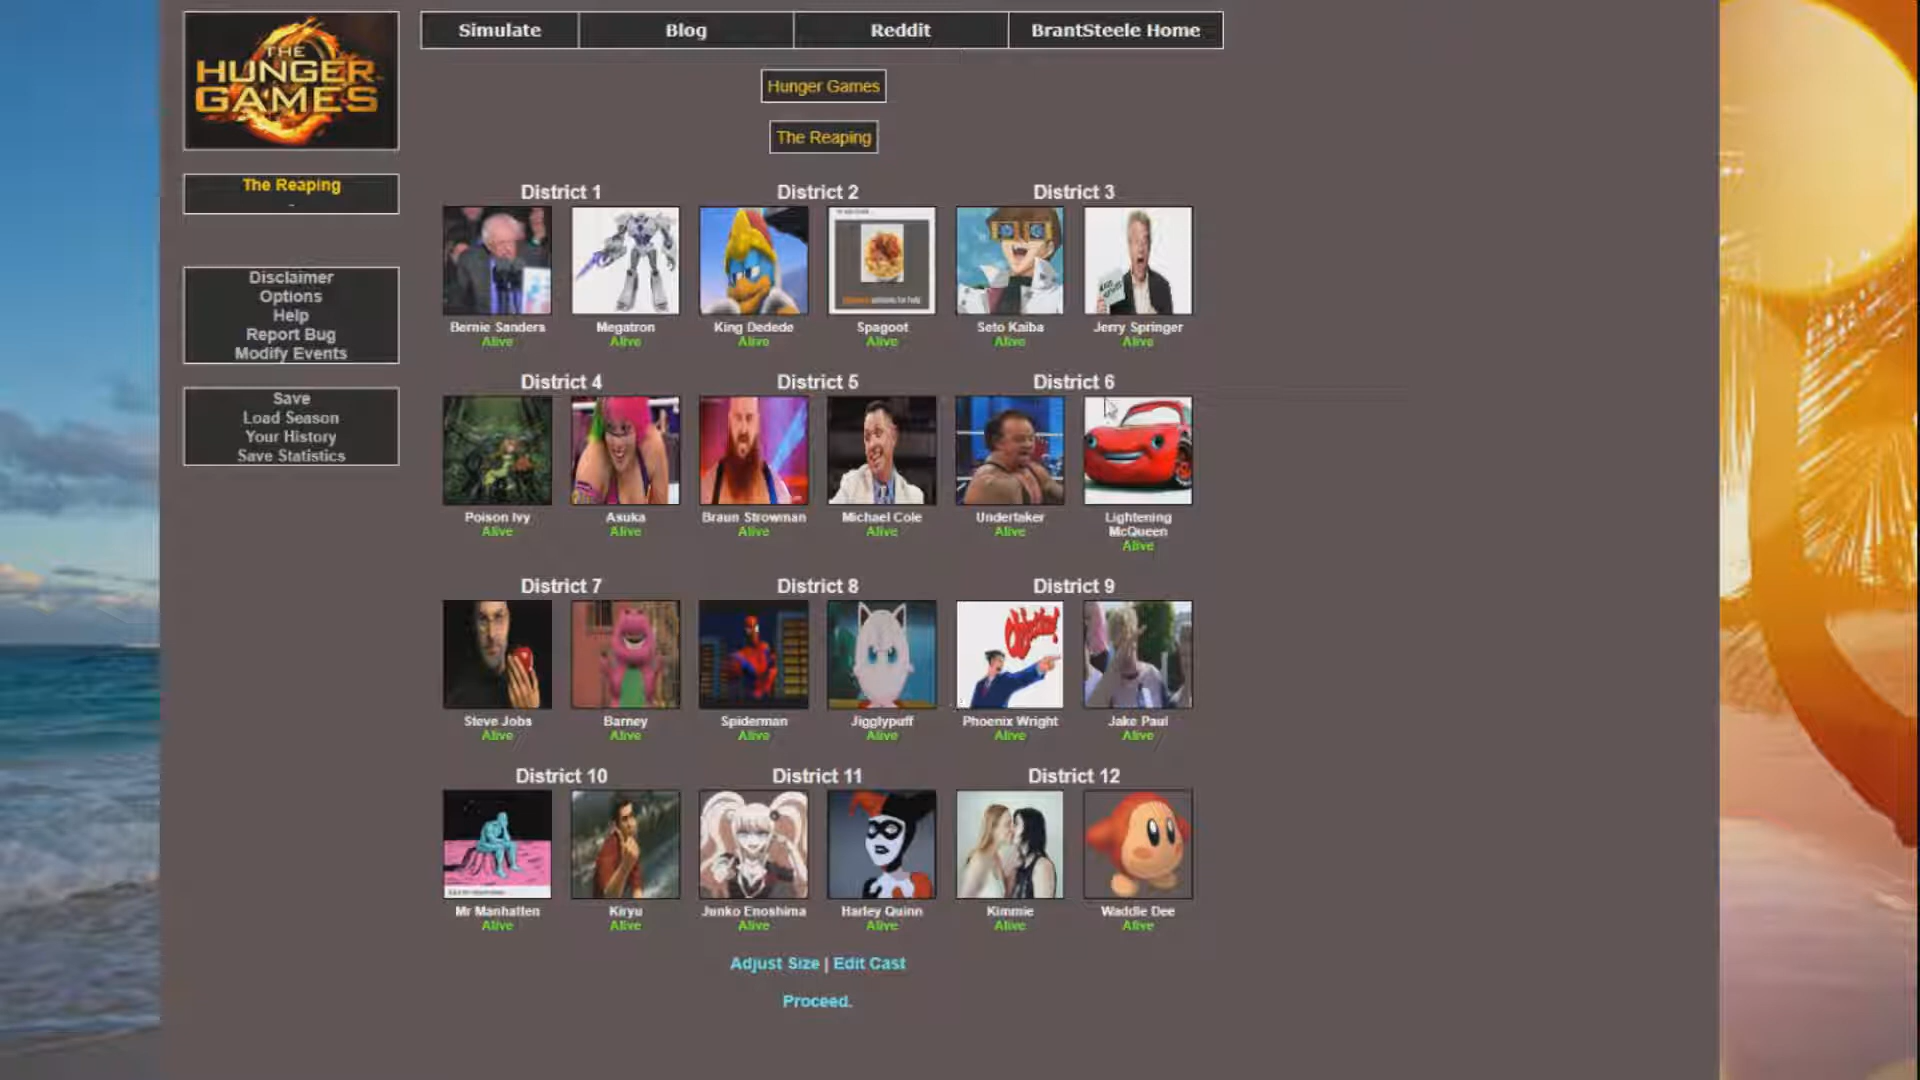 THE
HUNGER
GAMES
Simulate
Blog
Reddit
BrantSteele Home
Hunger Games
The Reaping
The Reaping
-
Disclaimer
Options
Help
Report Bug
Modify Events
Save
Load Season
Your History
Save Statistics
District 1
District 2
District 3
Bernie Sanders
Alive
Megatron
Alive
King Dedede
Alive
Spagoot
Alive
Seto Kaiba
Alive
Jerry Springer
Alive
District 4
District 5
District 6
Poison Ivy
Alive
Asuka
Alive
Braun Strowman
Alive
Michael Cole
Alive
Undertaker
Alive
Lightening
McQueen
Alive
District 7
District 8
District 9
Steve Jobs
Alive
Barney
Alive
Spiderman
Alive
Jigglypuff
Alive
Objection!
Phoenix Wright
Alive
Jake Paul
Alive
District 10
District 11
District 12
Mr Manhatten
Alive
Kiryu
Alive
Junko Enoshima
Alive
Harley Quinn
Alive
Kimmie
Alive
Waddle Dee
Alive
Adjust Size | Edit Cast
Proceed.